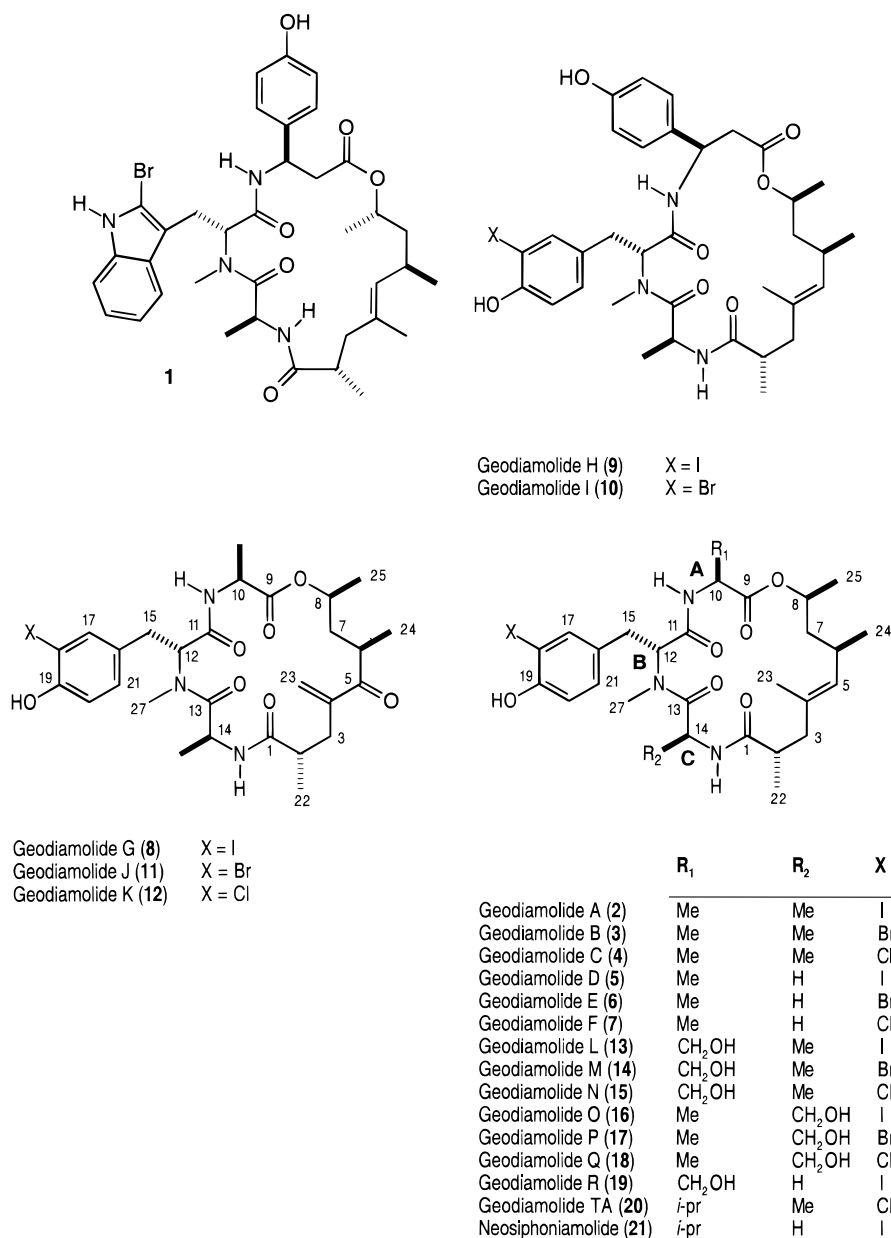 OH
Br
H
N
H
N
O
O
O
N
O
H
N
O
1
HO
O
O
H
N
O
X
HO
N
O
O
N
H
Geodiamolide H (9) X = I
Geodiamolide I (10) X = Br
H
N
10
9
O
O
8
25
X
17
15
11
O
7
24
12
19
HO
21
N
27
13
O
23
5
O
14
O
N
H
1
3
22
Geodiamolide G (8) X = I
Geodiamolide J (11) X = Br
Geodiamolide K (12) X = Cl
R1
A
H
N
10
9
O
O
8
25
X
17
15
11
O
7
24
12
B
19
HO
21
N
27
13
O
23
5
14
R2
C
O
N
H
1
3
22
R1 R2 X
Geodiamolide A (2) Me Me I
Geodiamolide B (3) Me Me Br
Geodiamolide C (4) Me Me Cl
Geodiamolide D (5) Me H I
Geodiamolide E (6) Me H Br
Geodiamolide F (7) Me H Cl
Geodiamolide L (13) CH2OH Me I
Geodiamolide M (14) CH2OH Me Br
Geodiamolide N (15) CH2OH Me Cl
Geodiamolide O (16) Me CH2OH I
Geodiamolide P (17) Me CH2OH Br
Geodiamolide Q (18) Me CH2OH Cl
Geodiamolide R (19) CH2OH H I
Geodiamolide TA (20) i-pr Me Cl
Neosiphoniamolide (21) i-pr H I